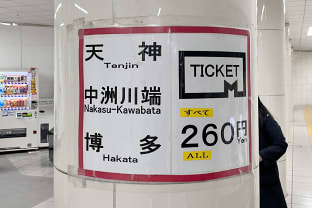 天神
Tenjin
中洲川端
Nakasu-Kawabata
博多
Hakata
TICKET
すべて
260円
Yen
ALL